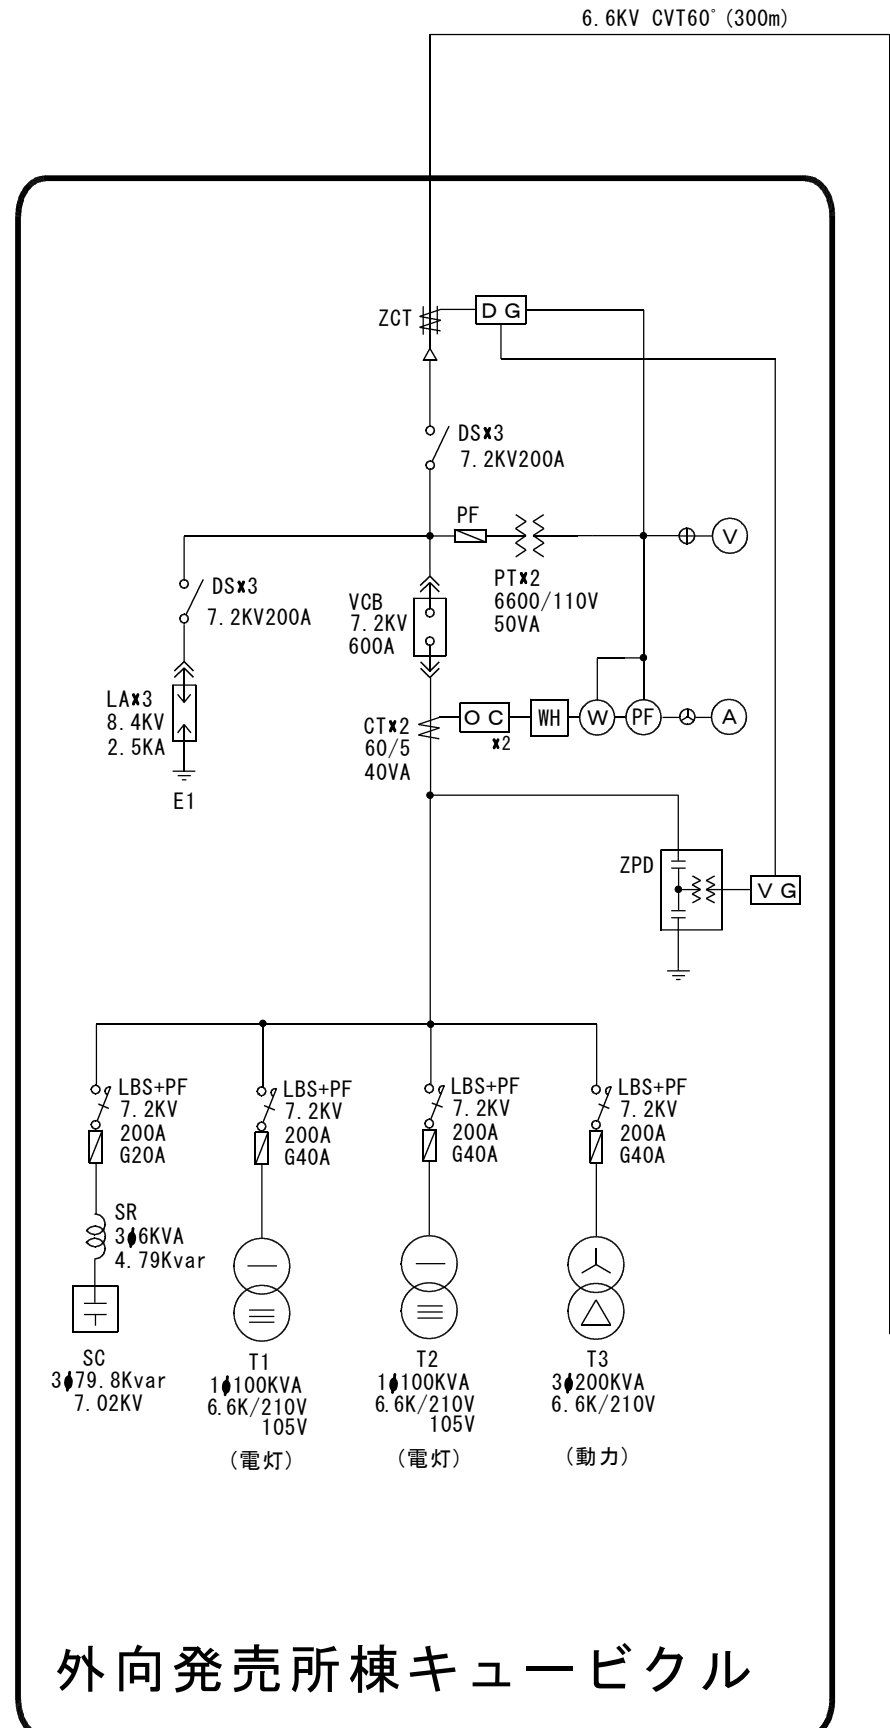 6.6KV CVT60°(300m)
ZCT
DG
DS×3
7.2KV200A
PF
V
PT×2
6600/110V
50VA
DS×3
7.2KV200A
VCB
7.2KV
600A
LA×3
8.4KV
2.5KA
E1
CT×2
60/5
40VA
OC
×2
WH
W
PF
A
ZPD
VG
LBS+PF
7.2KV
200A
G20A
LBS+PF
7.2KV
200A
G40A
LBS+PF
7.2KV
200A
G40A
LBS+PF
7.2KV
200A
G40A
SR
3φ6KVA
4.79Kvar
SC
3φ79.8Kvar
7.02KV
T1
1φ100KVA
6.6K/210V
105V
(電灯)
T2
1φ100KVA
6.6K/210V
105V
(電灯)
T3
3φ200KVA
6.6K/210V
(動力)
外向発売所棟キュービクル